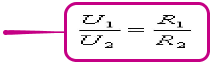 U₁/U₂ = R₁/R₂